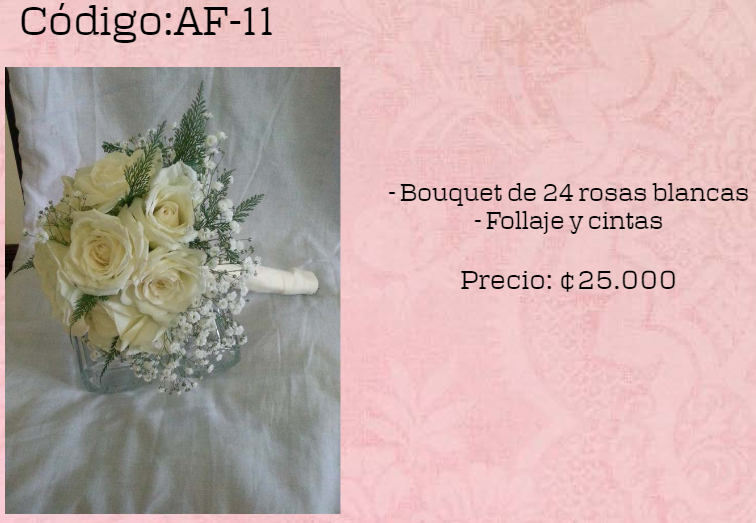 Código:AF-11
- Bouquet de 24 rosas blancas
- Follaje y cintas
Precio: ¢25.000